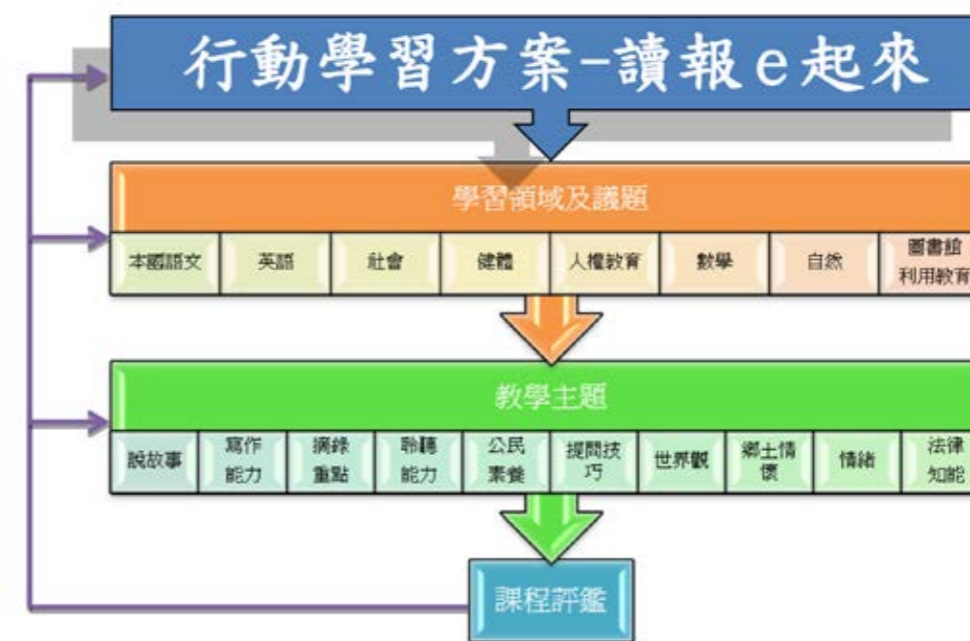 行動學習方案-讀報e起來
學習領域及議題
本國語文
英語
社會
健體
人權教育
數學
自然
圖書館
利用教育
教學主題
說故事
寫作
能力
摘錄
重點
聆聽
能力
公民
素養
提問技
巧
世界觀
鄉土情
懷
情緒
法律
知能
課程評鑑